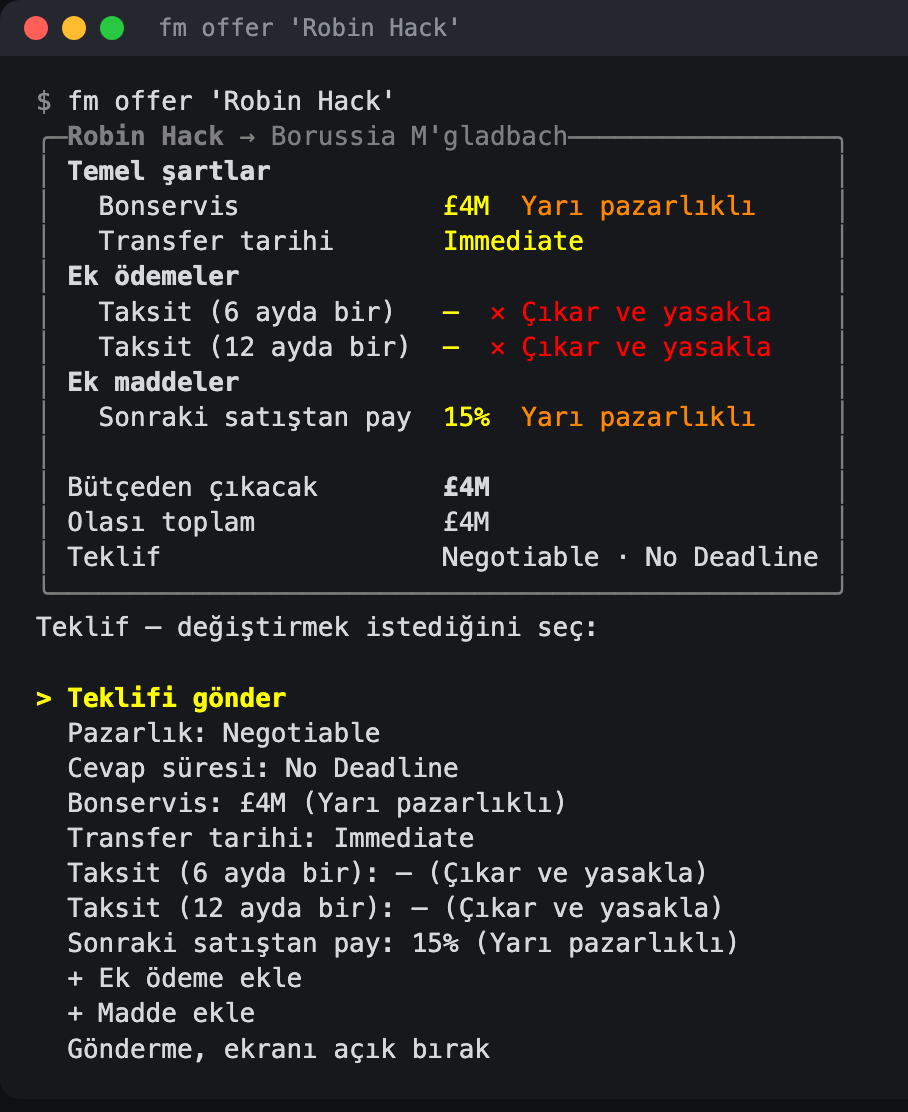 fm offer 'Robin Hack'
$ fm offer 'Robin Hack'
Robin Hack → Borussia M'gladbach
Temel şartlar
Bonservis £4M Yarı pazarlıklı
Transfer tarihi Immediate
Ek ödemeler
Taksit (6 ayda bir) — × Çıkar ve yasakla
Taksit (12 ayda bir) — × Çıkar ve yasakla
Ek maddeler
Sonraki satıştan pay 15% Yarı pazarlıklı
Bütçeden çıkacak £4M
Olası toplam £4M
Teklif Negotiable · No Deadline
Teklif — değiştirmek istediğini seç:
> Teklifi gönder
Pazarlık: Negotiable
Cevap süresi: No Deadline
Bonservis: £4M (Yarı pazarlıklı)
Transfer tarihi: Immediate
Taksit (6 ayda bir): — (Çıkar ve yasakla)
Taksit (12 ayda bir): — (Çıkar ve yasakla)
Sonraki satıştan pay: 15% (Yarı pazarlıklı)
+ Ek ödeme ekle
+ Madde ekle
Gönderme, ekranı açık bırak